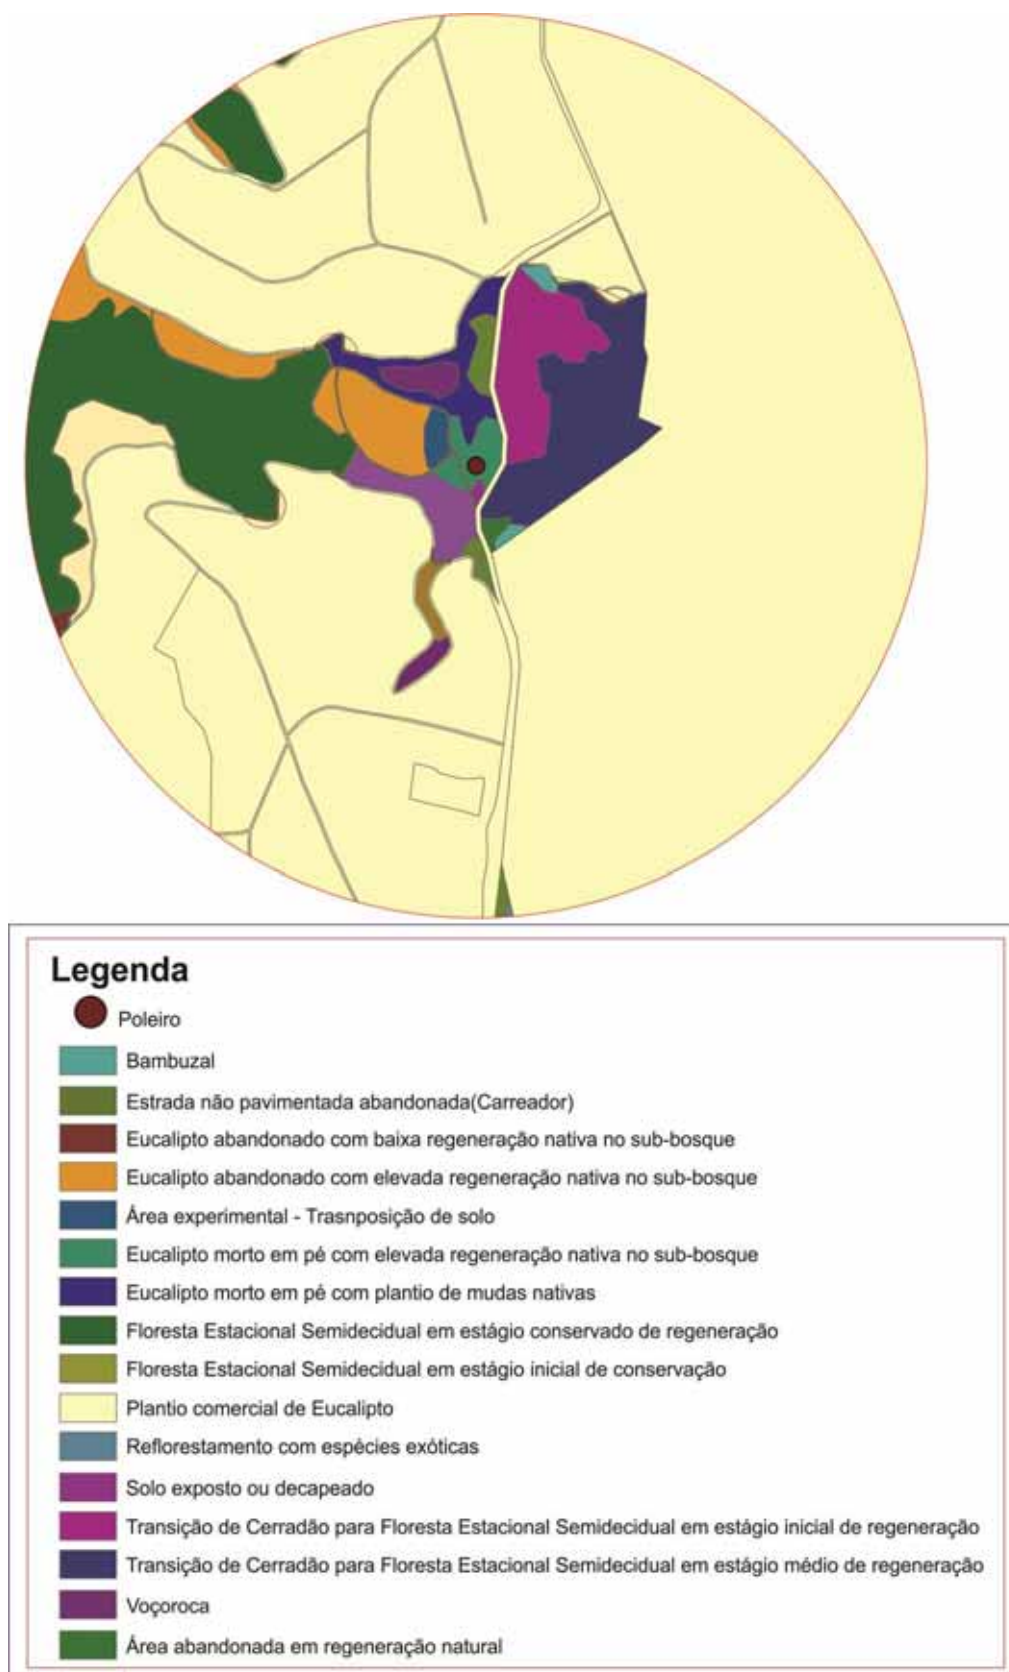 Legenda
Poleiro
Bambuzal
Estrada não pavimentada abandonada(Carreador)
Eucalipto abandonado com baixa regeneração nativa no sub-bosque
Eucalipto abandonado com elevada regeneração nativa no sub-bosque
Área experimental - Trasnposição de solo
Eucalipto morto em pé com elevada regeneração nativa no sub-bosque
Eucalipto morto em pé com plantio de mudas nativas
Floresta Estacional Semidecidual em estágio conservado de regeneração
Floresta Estacional Semidecidual em estágio inicial de conservação
Plantio comercial de Eucalipto
Reflorestamento com espécies exóticas
Solo exposto ou decapeado
Transição de Cerradão para Floresta Estacional Semidecidual em estágio inicial de regeneração
Transição de Cerradão para Floresta Estacional Semidecidual em estágio médio de regeneração
Voçoroca
Área abandonada em regeneração natural